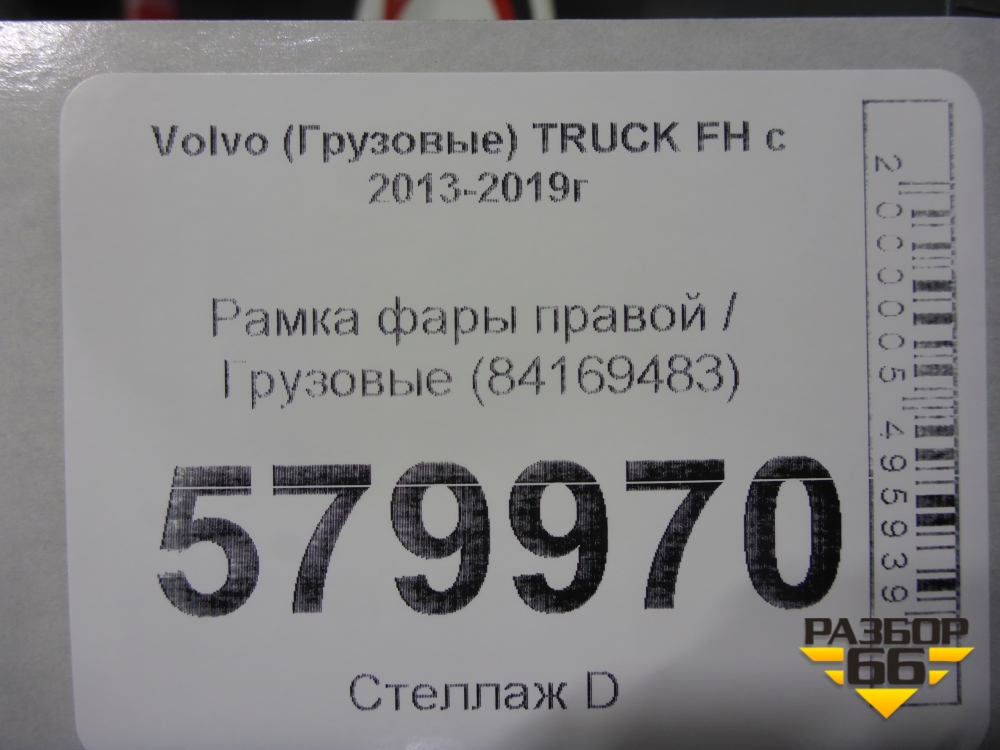 Volvo (Грузовые) TRUCK FH с
2013-2019г
Рамка фары правой /
Грузовые (84169483)
579970
Стеллаж D
2000005495939
РАЗБОР
66